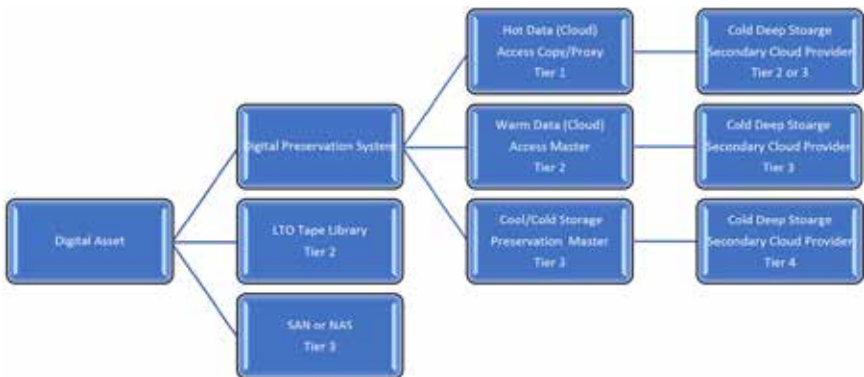 Digital Asset
Digital Preservation System
LTO Tape Library
Tier 2
SAN or NAS
Tier 3
Hot Data (Cloud)
Access Copy/Proxy
Tier 1
Warm Data (Cloud)
Access Master
Tier 2
Cool/Cold Storage
Preservation Master
Tier 3
Cold Deep Stoarge
Secondary Cloud Provider
Tier 2 or 3
Cold Deep Stoarge
Secondary Cloud Provider
Tier 3
Cold Deep Stoarge
Secondary Cloud Provider
Tier 4